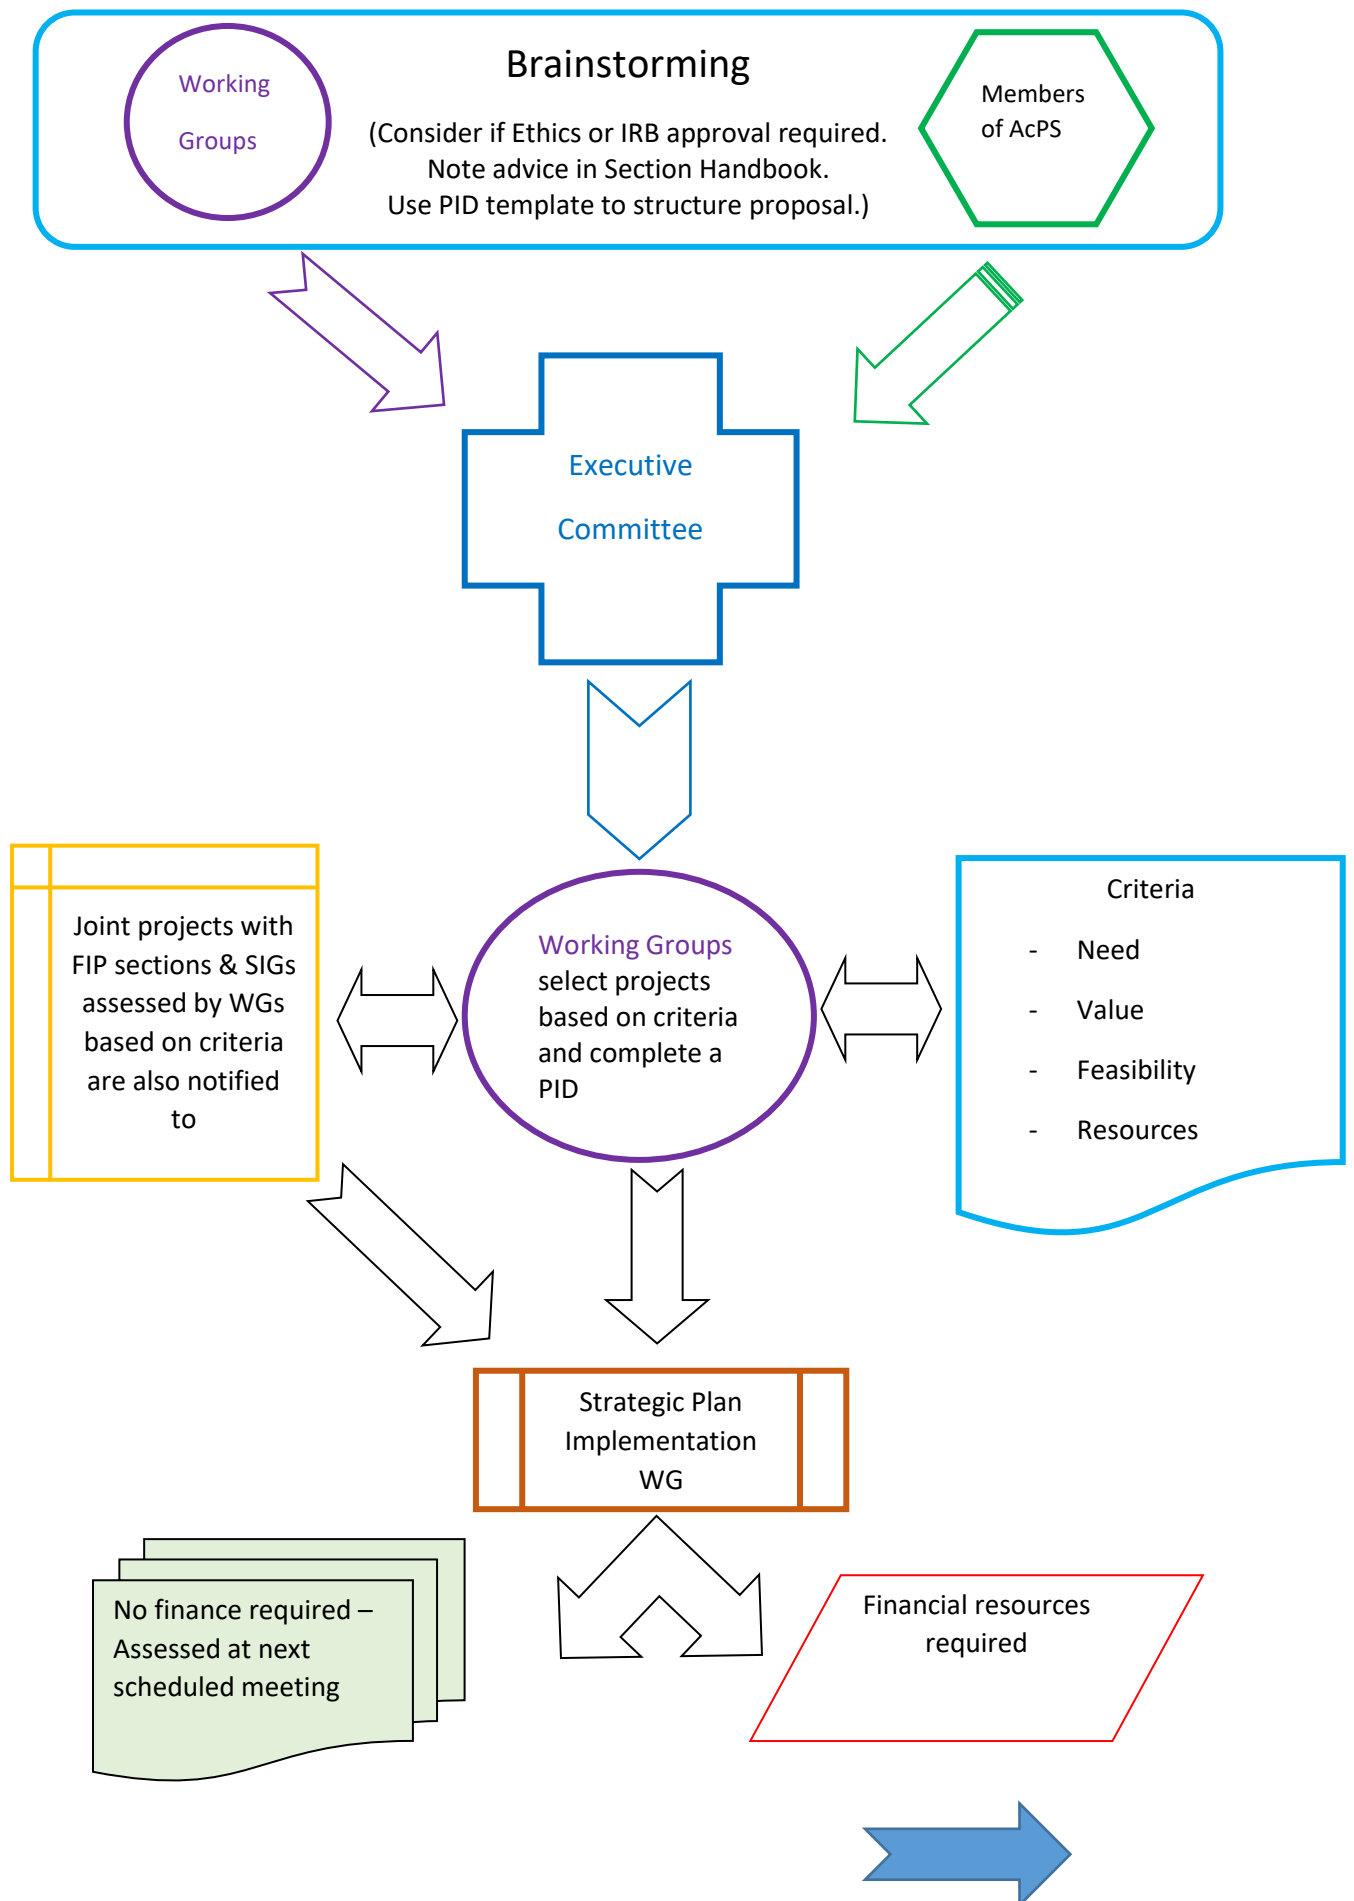 Brainstorming
Working
Groups
(Consider if Ethics or IRB approval required.
Note advice in Section Handbook.
Use PID template to structure proposal.)
Members
of AcPS
Executive
Committee
Joint projects with
FIP sections & SIGs
assessed by WGs
based on criteria
are also notified
to
Working Groups
select projects
based on criteria
and complete a
PID
Criteria
- Need
- Value
- Feasibility
- Resources
Strategic Plan
Implementation
WG
No finance required –
Assessed at next
scheduled meeting
Financial resources
required